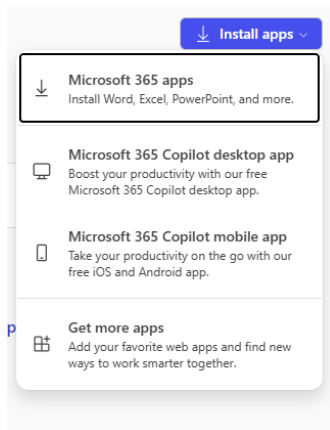 Install apps
Microsoft 365 apps
Install Word, Excel, PowerPoint, and more.
Microsoft 365 Copilot desktop app
Boost your productivity with our free
Microsoft 365 Copilot desktop app.
Microsoft 365 Copilot mobile app
Take your productivity on the go with our
free iOS and Android app.
p
Get more apps
Add your favorite web apps and find new
ways to work smarter together.